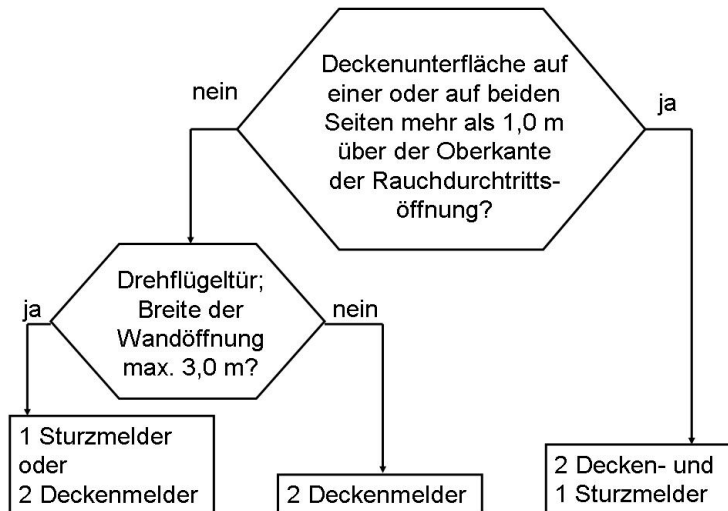 Deckenunterfläche auf
einer oder auf beiden
Seiten mehr als 1,0 m
über der Oberkante
der Rauchdurchtritts-
öffnung?
nein
ja
Drehflügeltür;
Breite der
Wandöffnung
max. 3,0 m?
ja
nein
1 Sturzmelder
oder
2 Deckenmelder
2 Deckenmelder
2 Decken- und
1 Sturzmelder